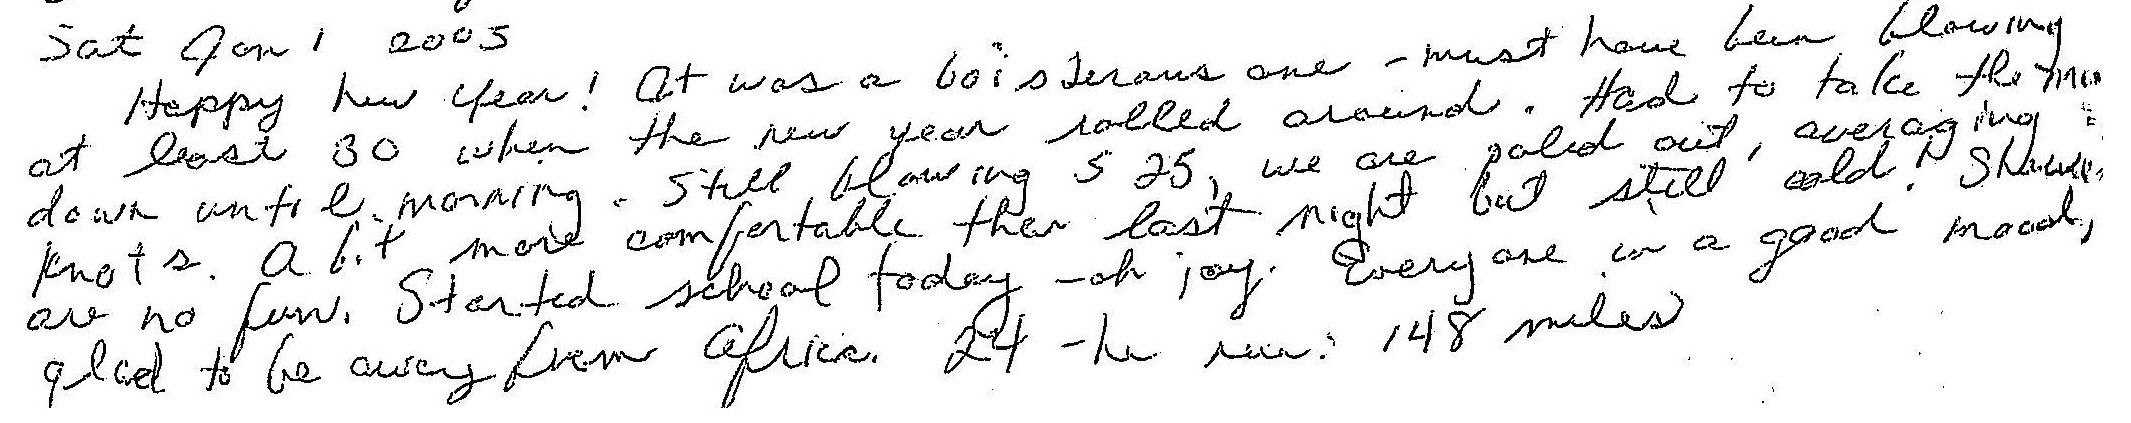 Sat Jan 1 2005
Happy New Year! It was a boisterous one - must have been blowing
at least 30 when the new year rolled around. Had to take the
down until morning. Still blowing S 25, we are poled out, averaging
knots. A bit more comfortable than last night but still cold!
are no fun. Started school today - oh joy. Everyone in a good mood,
glad to be away from Africa. 24-hr run: 148 miles